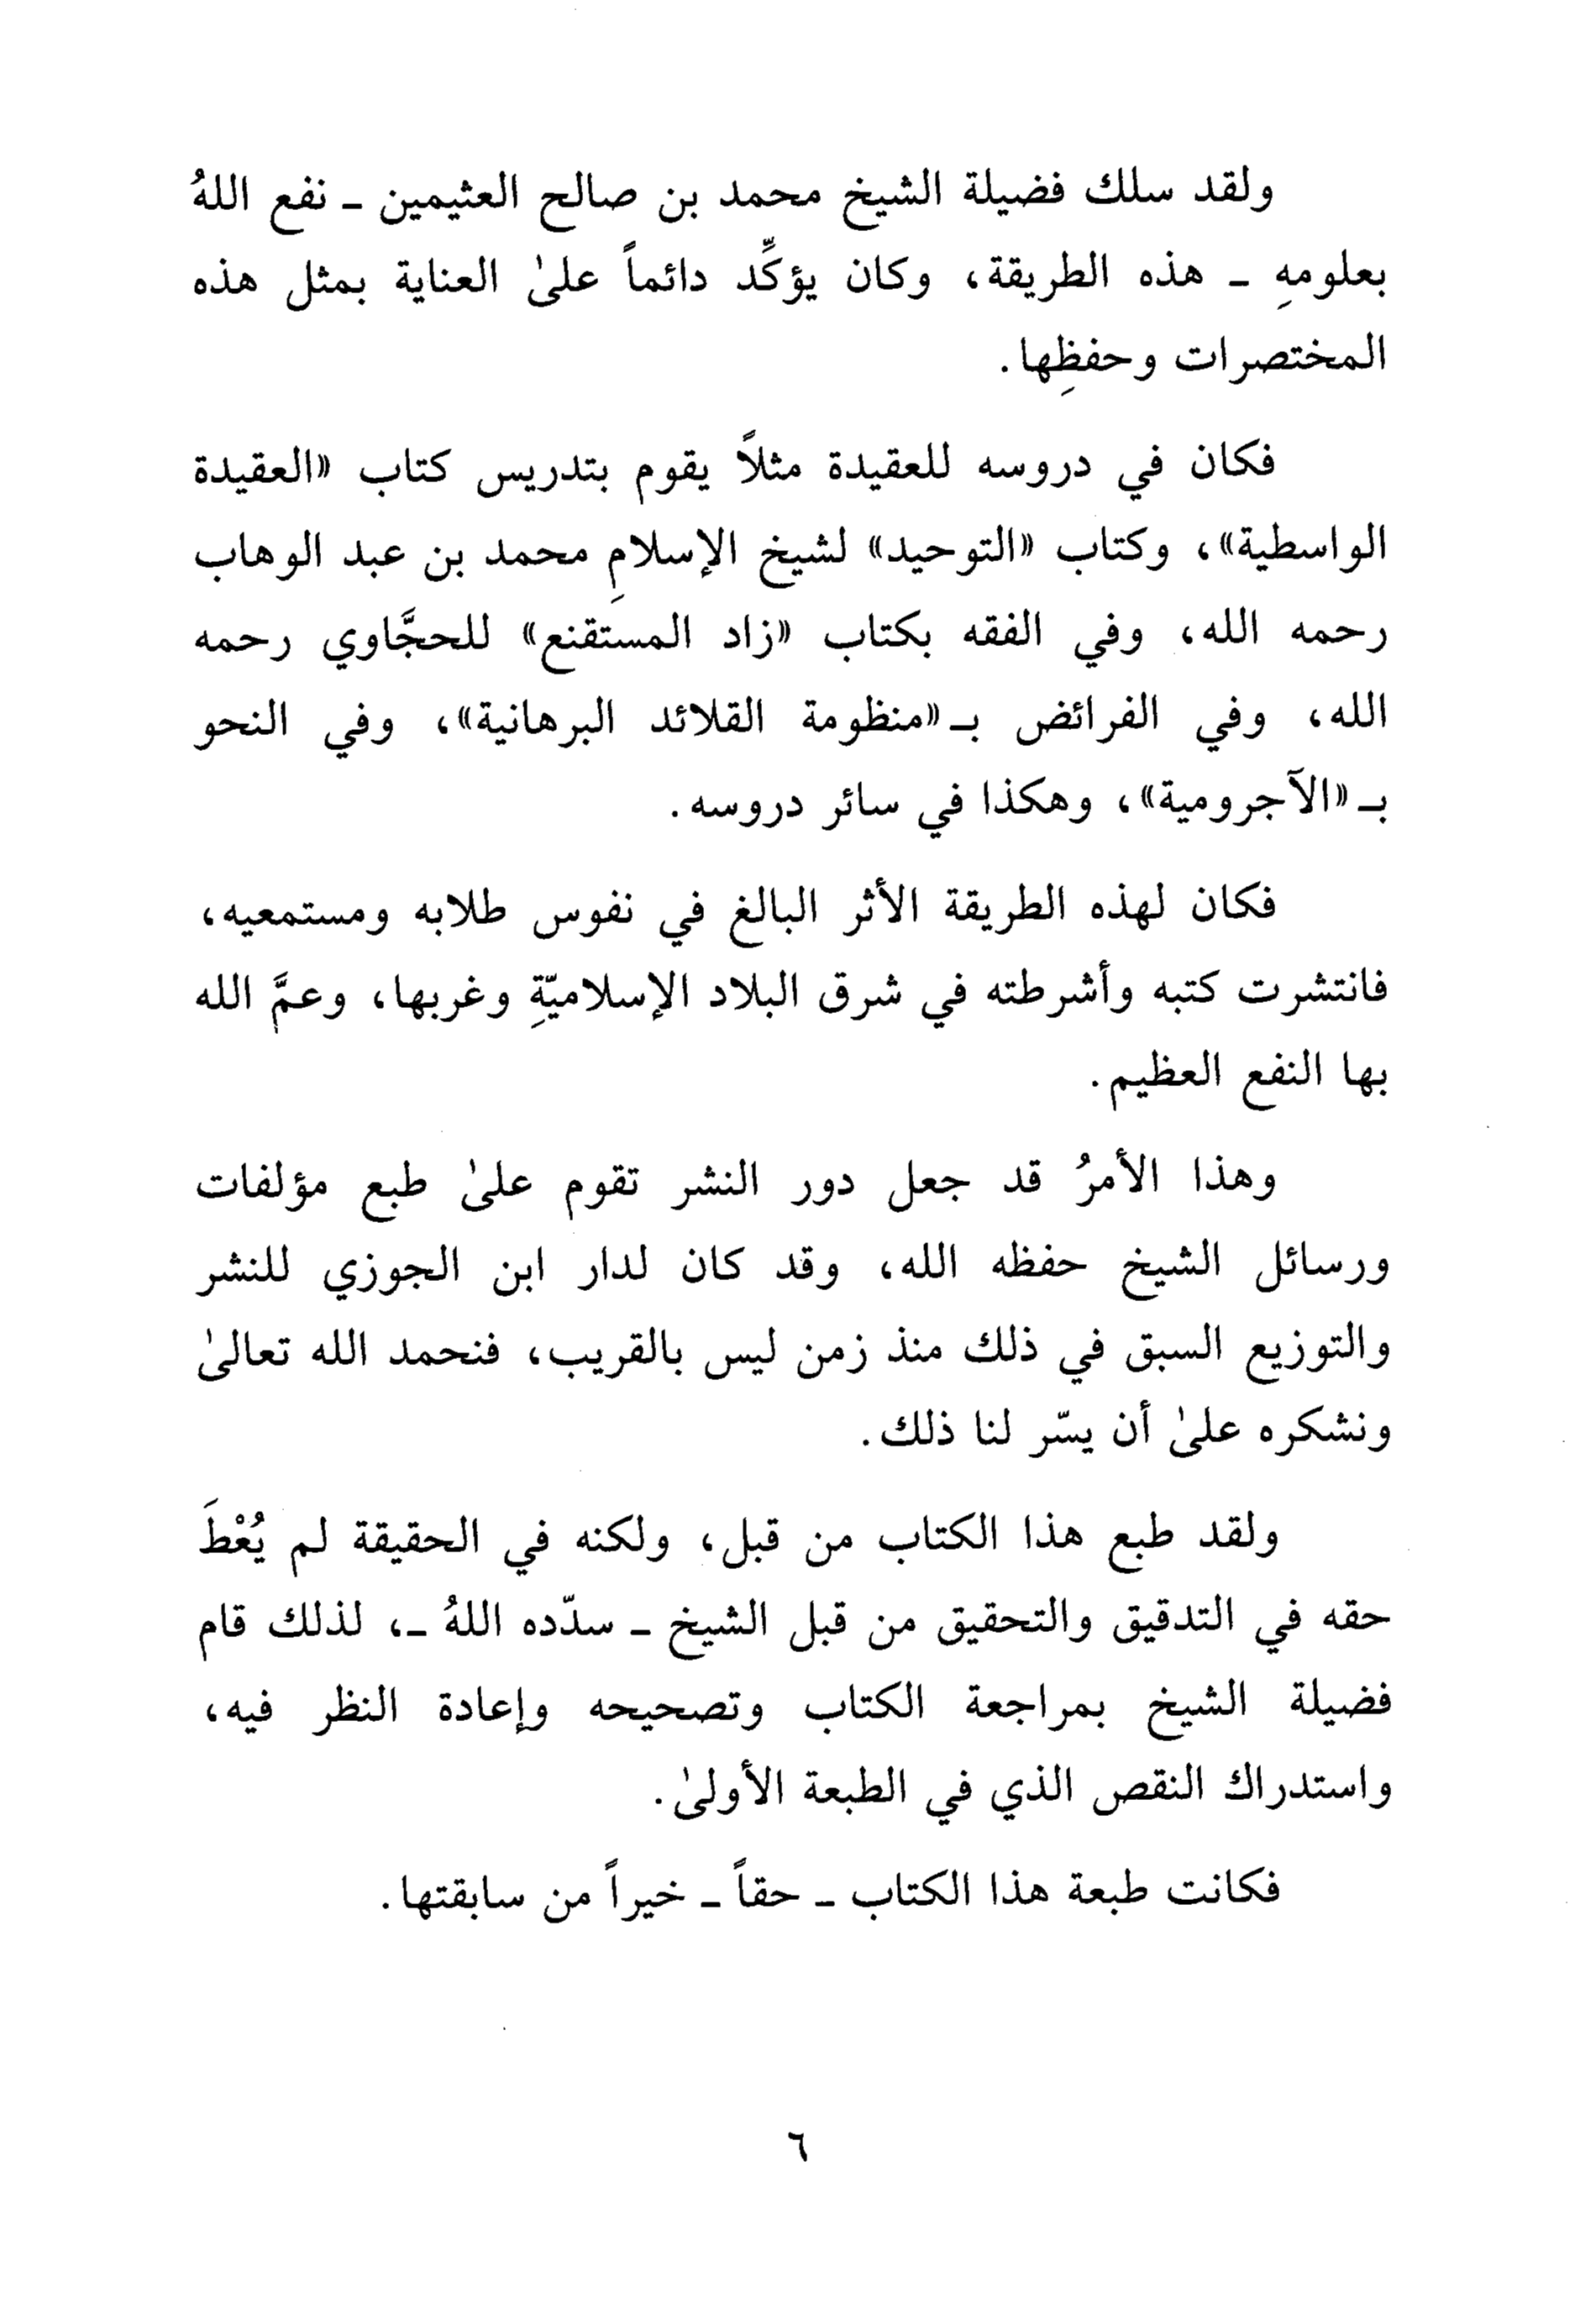 ولقد سلك فضيلة الشيخ محمد بن صالح العثيمين ـ نفع اللهُ
بعلومهِ ـ هذه الطريقة، وكان يؤكِّد دائماً علىٰ العناية بمثل هذه
المختصرات وحفظِها.
فكان في دروسه للعقيدة مثلاً يقوم بتدريس كتاب «العقيدة
الواسطية»، وكتاب «التوحيد» لشيخ الإسلامِ محمد بن عبد الوهاب
رحمه الله، وفي الفقه بكتاب «زاد المستقنع» للحجَّاوي رحمه
الله، وفي الفرائض بـ«منظومة القلائد البرهانية»، وفي النحو
بـ«الآجرومية»، وهكذا في سائر دروسه.
فكان لهذه الطريقة الأثر البالغ في نفوس طلابه ومستمعيه،
فانتشرت كتبه وأشرطته في شرق البلاد الإسلاميّةِ وغربها، وعمَّ الله
بها النفع العظيم.
وهذا الأمرُ قد جعل دور النشر تقوم علىٰ طبع مؤلفات
ورسائل الشيخ حفظه الله، وقد كان لدار ابن الجوزي للنشر
والتوزيع السبق في ذلك منذ زمن ليس بالقريب، فنحمد الله تعالىٰ
ونشكره علىٰ أن يسّر لنا ذلك.
ولقد طبع هذا الكتاب من قبل، ولكنه في الحقيقة لم يُعْطَ
حقه في التدقيق والتحقيق من قبل الشيخ ـ سدّده اللهُ ـ، لذلك قام
فضيلة الشيخ بمراجعة الكتاب وتصحيحه وإعادة النظر فيه،
واستدراك النقص الذي في الطبعة الأولىٰ.
فكانت طبعة هذا الكتاب ـ حقاً ـ خيراً من سابقتها.
٦